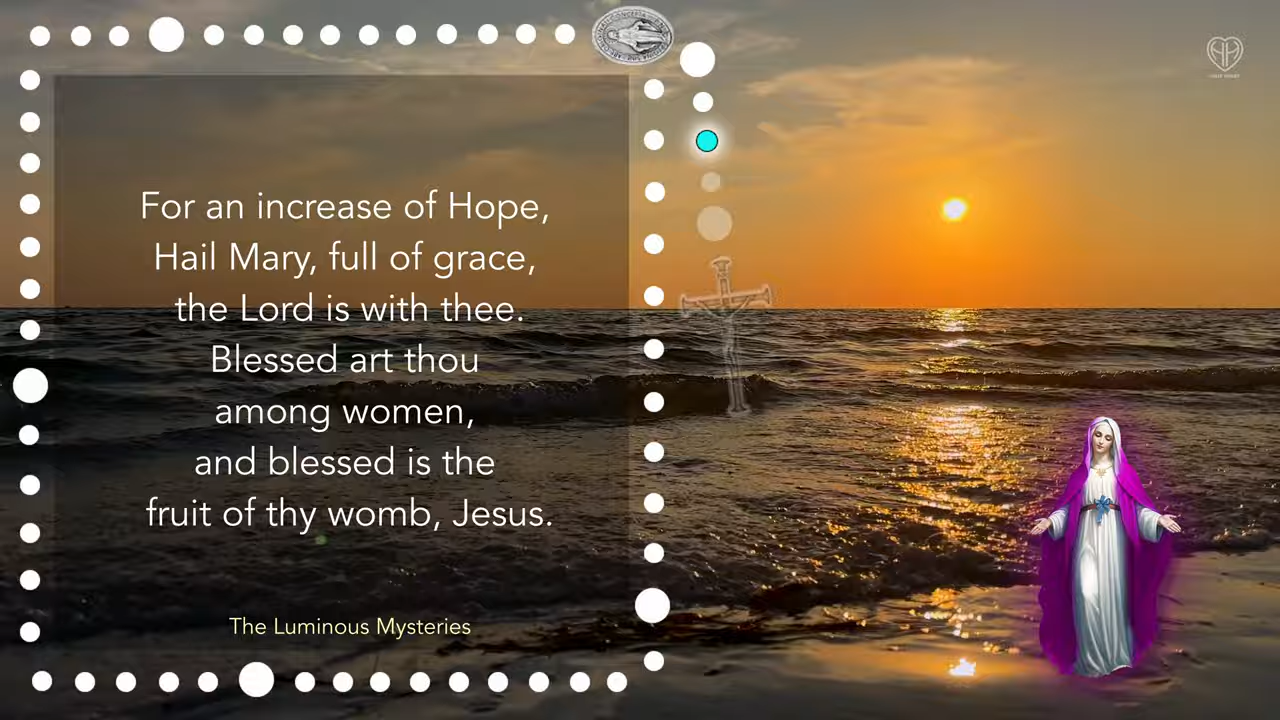 For an increase of Hope,
Hail Mary, full of grace,
the Lord is with thee.
Blessed art thou
among women,
and blessed is the
fruit of thy womb, Jesus.
The Luminous Mysteries